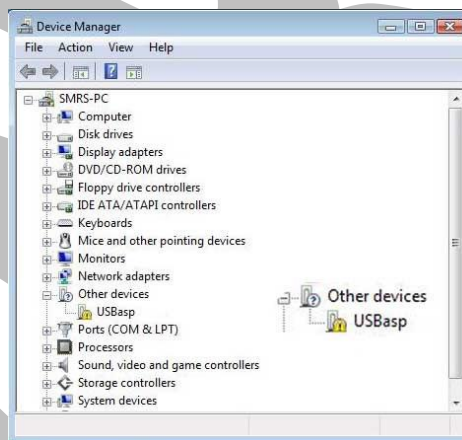 Device Manager
File Action View Help
SMRS-PC
Computer
Disk drives
Display adapters
DVD/CD-ROM drives
Floppy drive controllers
IDE ATA/ATAPI controllers
Keyboards
Mice and other pointing devices
Monitors
Network adapters
Other devices
USBasp
Ports (COM & LPT)
Processors
Sound, video and game controllers
Storage controllers
System devices
Other devices
USBasp